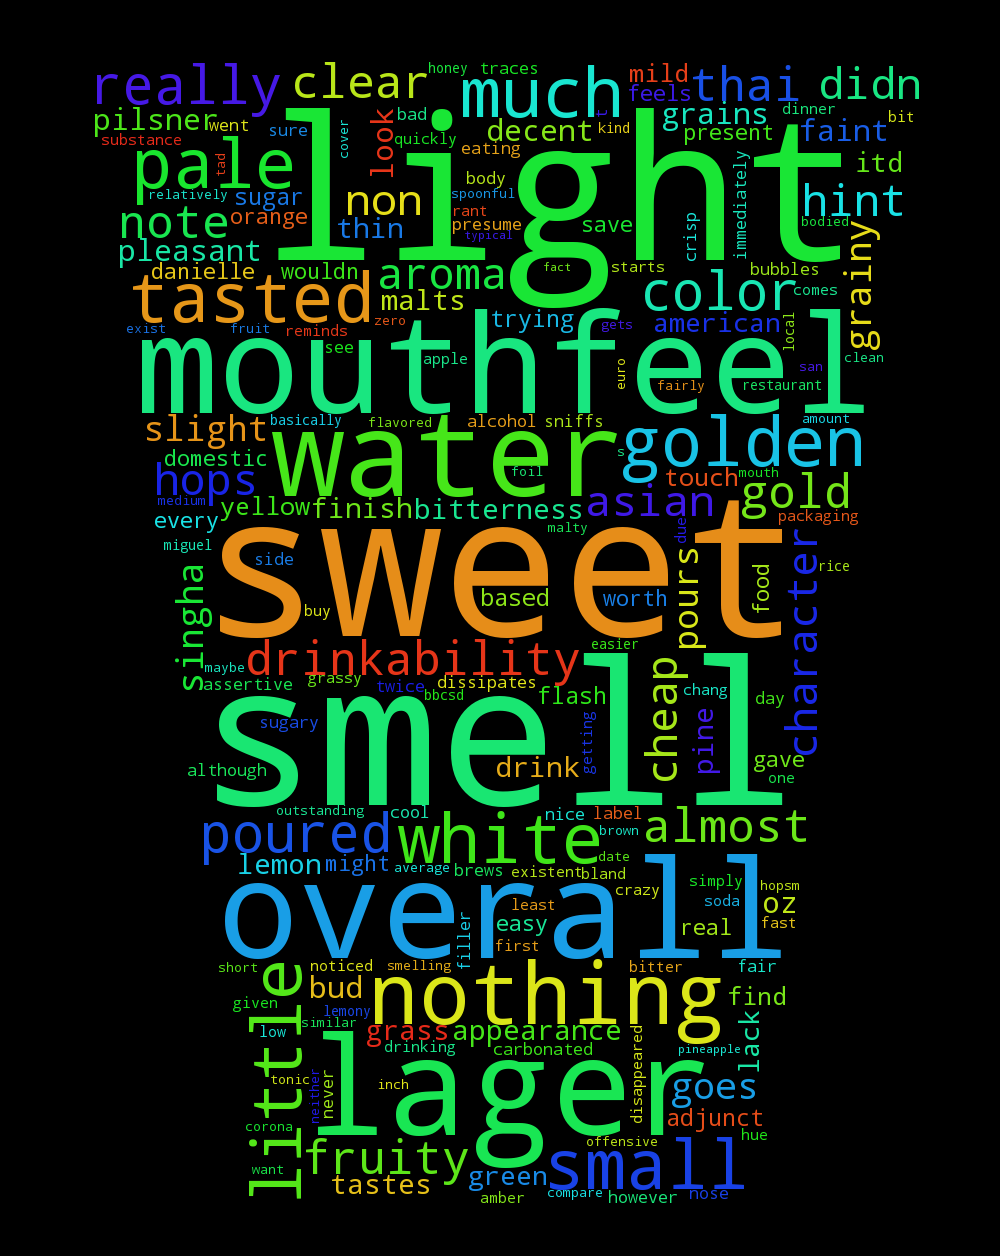 honey traces
really clear much mild thai didn
feels
pilsner went sure cover look bad t grains dinner bit
substance quickly decent kind present faint
pale tad light eating itd
relatively sugar non body spoonful immediately hint
note orange thin rant presume save crisp bodied
pleasant typical grainy
danielle wouldn aroma fact starts bubbles
tasted malts color comes
zero trying gets american local
exist fruit reminds see apple euro san clean
mouthfeel fairly restaurant
slight basically flavored alcohol sniffs amount
domestic water s golden
hops foil touch mouth
medium yellow finish bitterness asian gold
every malty due packaging
miguel side sweet pours food character rice
singha buy based worth
maybe drinkability easier
assertive grassy twice dissipates cheap chang
bbcsd flash pine day
sugary smell getting
although drink gave
one
outstanding cool nice label
poured white brown almost
lemon might average brews existent date
bland crazy simply hopsm
overall least soda oz
filler easy real fast
first
short little noticed smelling nothing bitter fair
given bud find
lemony
low similar grass appearance lack
drinking carbonated pineapple
tonic neither never inch lager disappeared goes
corona adjunct
offensive hue
want fruity small
tastes green
amber compare however nose